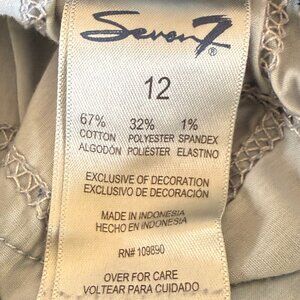 Seven7®
12
67% 32% 1%
COTTON POLYESTER SPANDEX
ALGODÓN POLIÉSTER ELASTINO
EXCLUSIVE OF DECORATION
EXCLUSIVO DE DECORACIÓN
MADE IN INDONESIA
HECHO EN INDONESIA
RN# 109890
OVER FOR CARE
VOLTEAR PARA CUIDADO